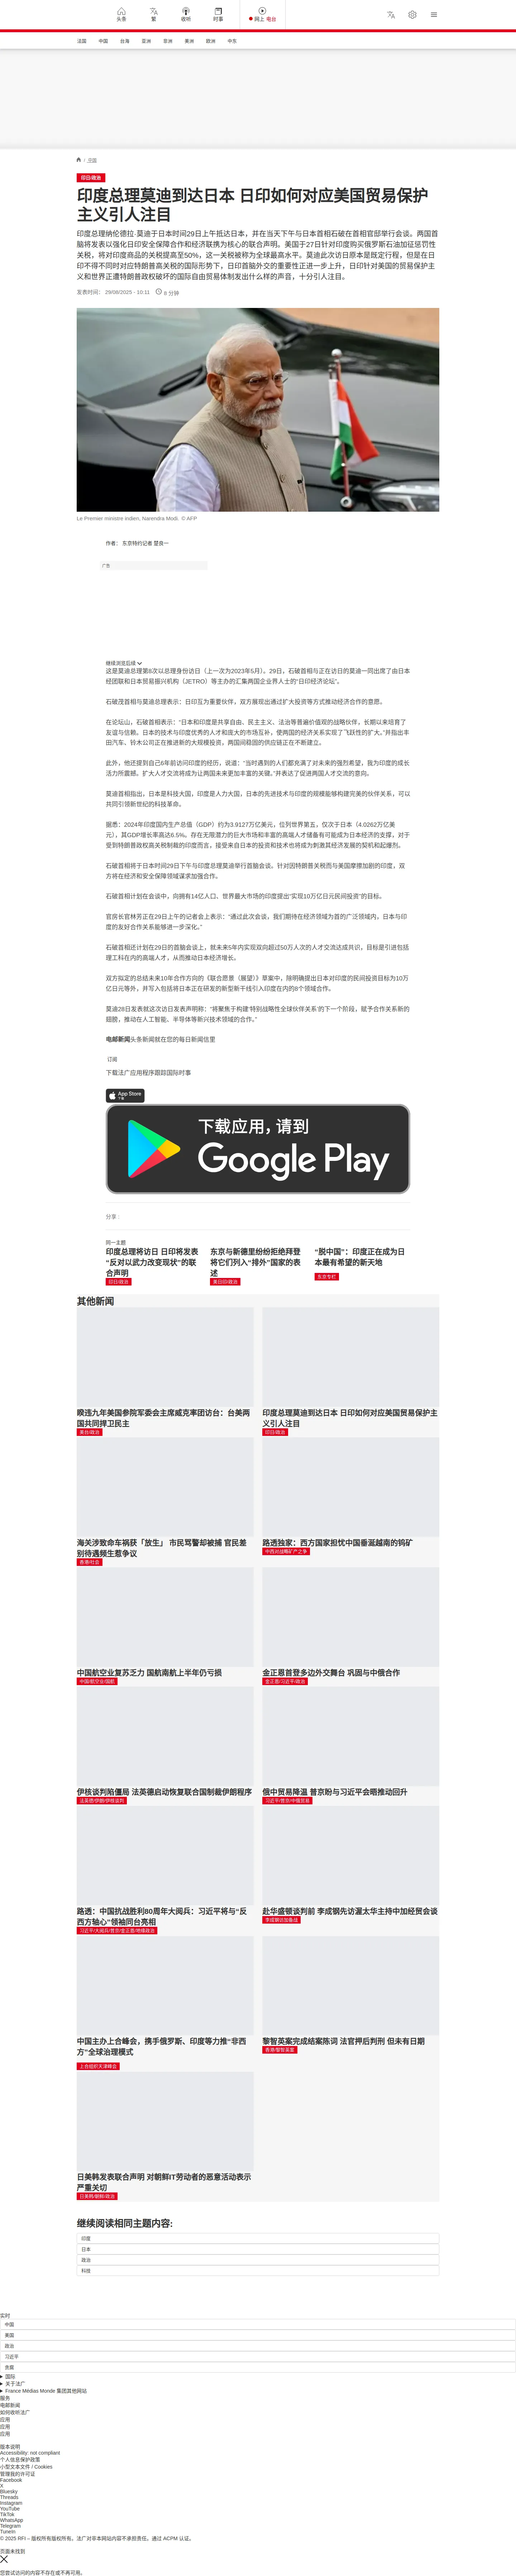 头条
繁
收听
时事
网上 电台
法国
中国
台海
亚洲
非洲
美洲
欧洲
中东
/ 中国
印日/政治
印度总理莫迪到达日本 日印如何对应美国贸易保护主义引人注目
印度总理纳伦德拉·莫迪于日本时间29日上午抵达日本，并在当天下午与日本首相石破在首相官邸举行会谈。两国首
脑将发表以强化日印安全保障合作和经济联携为核心的联合声明。美国于27日针对印度购买俄罗斯石油加征惩罚性
关税，将对印度商品的关税提高至50%，这一关税被称为全球最高水平。莫迪此次访日原本是既定行程，但是在日
印不得不同时对应特朗普高关税的国际形势下，日印首脑外交的重要性正进一步上升，日印针对美国的贸易保护主
义和世界正遭特朗普政权破坏的国际自由贸易体制发出什么样的声音，十分引人注目。
发表时间： 29/08/2025 - 10:11
6 分钟
Le Premier ministre indien, Narendra Modi. © AFP
作者： 东京特约记者 楚良一
广告
继续浏览后续
这是莫迪总理第8次以总理身份访日（上一次为2023年5月）。29日，石破首相与正在访日的莫迪一同出席了由日本
经团联和日本贸易振兴机构（JETRO）等主办的汇集两国企业界人士的“日印经济论坛”。
石破茂首相与莫迪总理表示：日印互为重要伙伴，双方展现出通过扩大投资等方式推动经济合作的意愿。
在论坛山，石破首相表示：“日本和印度是共享自由、民主主义、法治等普遍价值观的战略伙伴，长期以来培育了
友谊与信赖。日本的技术与印度优秀的人才和庞大的市场互补，使两国的经济关系实现了飞跃性的扩大。”并指出丰
田汽车、铃木公司正在推进新的大规模投资，两国间稳固的供应链正在不断建立。
此外，他还提到自己6年前访问印度的经历，说道：“当时遇到的人们都充满了对未来的强烈希望，我为印度的成长
活力所震撼。扩大人才交流将成为让两国未来更加丰富的关键。”并表达了促进两国人才交流的意向。
莫迪首相指出，日本是科技大国，印度是人力大国，日本的先进技术与印度的规模能够构建完美的伙伴关系，可以
共同引领新世纪的科技革命。
据悉：2024年印度国内生产总值（GDP）约为3.9127万亿美元，位列世界第五，仅次于日本（4.0262万亿美
元），其GDP增长率高达6.5%。存在无限潜力的巨大市场和丰富的高端人才储备有可能成为日本经济的支撑，对于
受到特朗普政权高关税制裁的印度而言，接受来自日本的投资和技术也将成为刺激其经济发展的契机和起爆剂。
石破首相将于日本时间29日下午与印度总理莫迪举行首脑会谈。针对因特朗普关税而与美国摩擦加剧的印度，双
方将在经济和安全保障领域谋求加强合作。
石破首相计划在会谈中，向拥有14亿人口、世界最大市场的印度提出“实现10万亿日元民间投资”的目标。
官房长官林芳正在29日上午的记者会上表示：“通过此次会谈，我们期待在经济领域为首的广泛领域内，日本与印
度的友好合作关系能够进一步深化。”
石破首相还计划在29日的首脑会谈上，就未来5年内实现双向超过50万人次的人才交流达成共识，目标是引进包括
理工科在内的高端人才，从而推动日本经济增长。
双方拟定的总结未来10年合作方向的《联合愿景（展望）》草案中，除明确提出日本对印度的民间投资目标为10万
亿日元等外，并写入包括将日本正在研发的新型新干线引入印度在内的8个领域合作。
莫迪28日发表就这次访日发表声明称：“将聚焦于构建‘特别战略性全球伙伴关系’的下一个阶段，赋予合作关系新的
翅膀，推动在人工智能、半导体等新兴技术领域的合作。”
电邮新闻头条新闻就在您的每日新闻信里
订阅
下载法广应用程序跟踪国际时事
App Store
下载
下载应用，请到
Google Play
分享 :
同一主题
印度总理将访日 日印将发表“反对以武力改变现状”的联合声明
印日/政治
东京与新德里纷纷拒绝拜登将它们列入“排外”国家的表述
美日印/政治
“脱中国”：印度正在成为日本最有希望的新天地
东京专栏
其他新闻
睽违九年美国参院军委会主席威克率团访台：台美两国共同捍卫民主
美台/政治
印度总理莫迪到达日本 日印如何对应美国贸易保护主义引人注目
印日/政治
海关涉致命车祸获「放生」 市民骂警却被捕 官民差别待遇频生惹争议
香港/社会
路透独家：西方国家担忧中国垂涎越南的钨矿
中西对战略矿产之争
中国航空业复苏乏力 国航南航上半年仍亏损
中国/航空业/国航
金正恩首登多边外交舞台 巩固与中俄合作
金正恩/习近平/政治
伊核谈判陷僵局 法英德启动恢复联合国制裁伊朗程序
法英德/伊朗/伊核谈判
俄中贸易降温 普京盼与习近平会晤推动回升
习近平/普京/中俄贸易
路透：中国抗战胜利80周年大阅兵：习近平将与“反西方轴心”领袖同台亮相
习近平/大阅兵/普京/金正恩/地缘政治
赴华盛顿谈判前 李成钢先访渥太华主持中加经贸会谈
李成钢访加备战
中国主办上合峰会，携手俄罗斯、印度等力推“非西方”全球治理模式
上合组织天津峰会
黎智英案完成结案陈词 法官押后判刑 但未有日期
香港/黎智英案
日美韩发表联合声明 对朝鲜IT劳动者的恶意活动表示严重关切
日美韩/朝鲜/政治
继续阅读相同主题内容:
印度
日本
政治
科技
实时
中国
美国
政治
习近平
贪腐
国际
关于法广
France Médias Monde 集团其他网站
服务
电邮新闻
如何收听法广
应用
应用
应用
版本说明
Accessibility: not compliant
个人信息保护政策
小型文本文件 / Cookies
管理我的许可证
Facebook
X
Bluesky
Threads
Instagram
YouTube
TikTok
WhatsApp
Telegram
TuneIn
© 2025 RFI – 版权所有版权所有。法广对非本网站内容不承担责任。通过 ACPM 认证。
页面未找到
您尝试访问的内容不存在或不再可用。